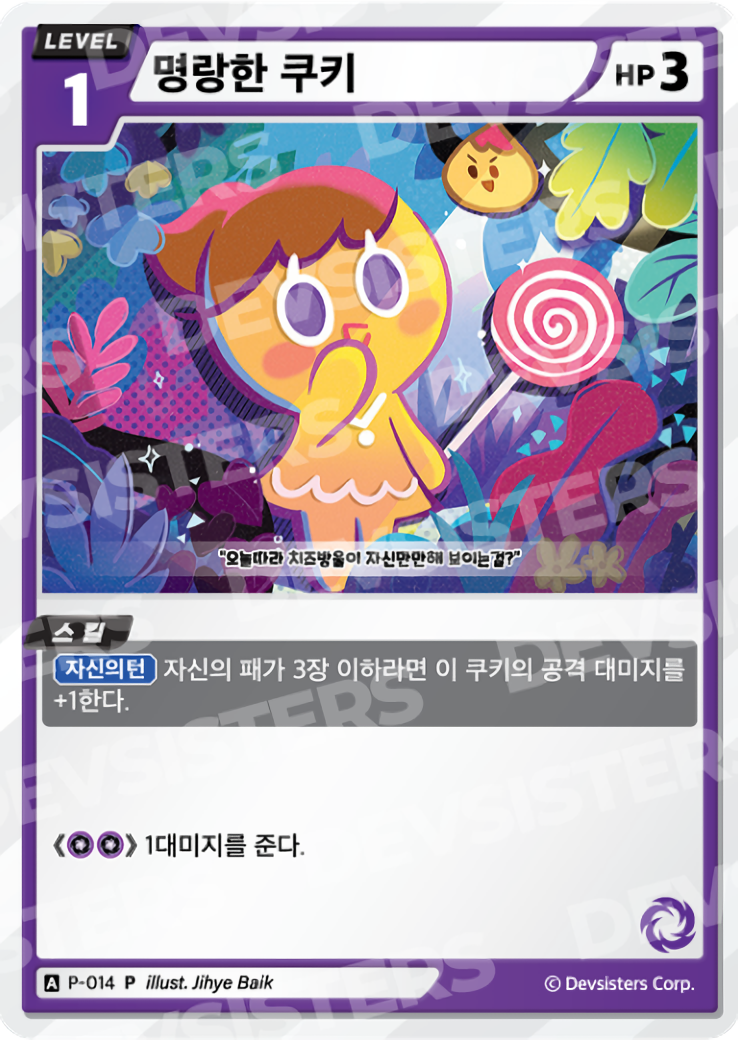 LEVEL
1
명랑한 쿠키
HP 3
"오늘따라 치즈방울이 자신만만해 보이는걸?"
스킬
자신의턴 자신의 패가 3장 이하라면 이 쿠키의 공격 대미지를
+1한다.
《》 1대미지를 준다.
A P-014 P illust. Jihye Baik
© Devsisters Corp.
DEVSISTERS